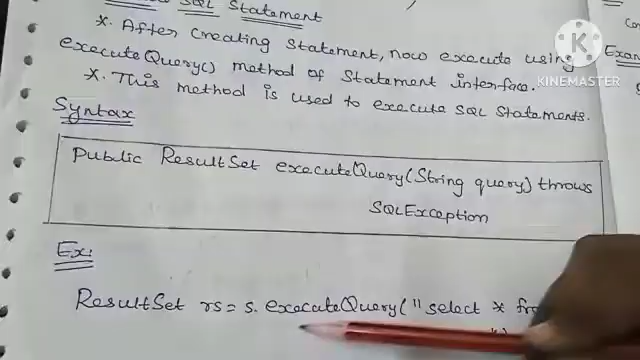 SQL Statement
*. After creating statement, now execute using
executeQuery() method of Statement interface.
*. This method is used to execute SQL statements.
Syntax
Public ResultSet executeQuery(String query) throws
SQLException
Ex:
ResultSet rs = s. executeQuery(" select *
KINEMASTER